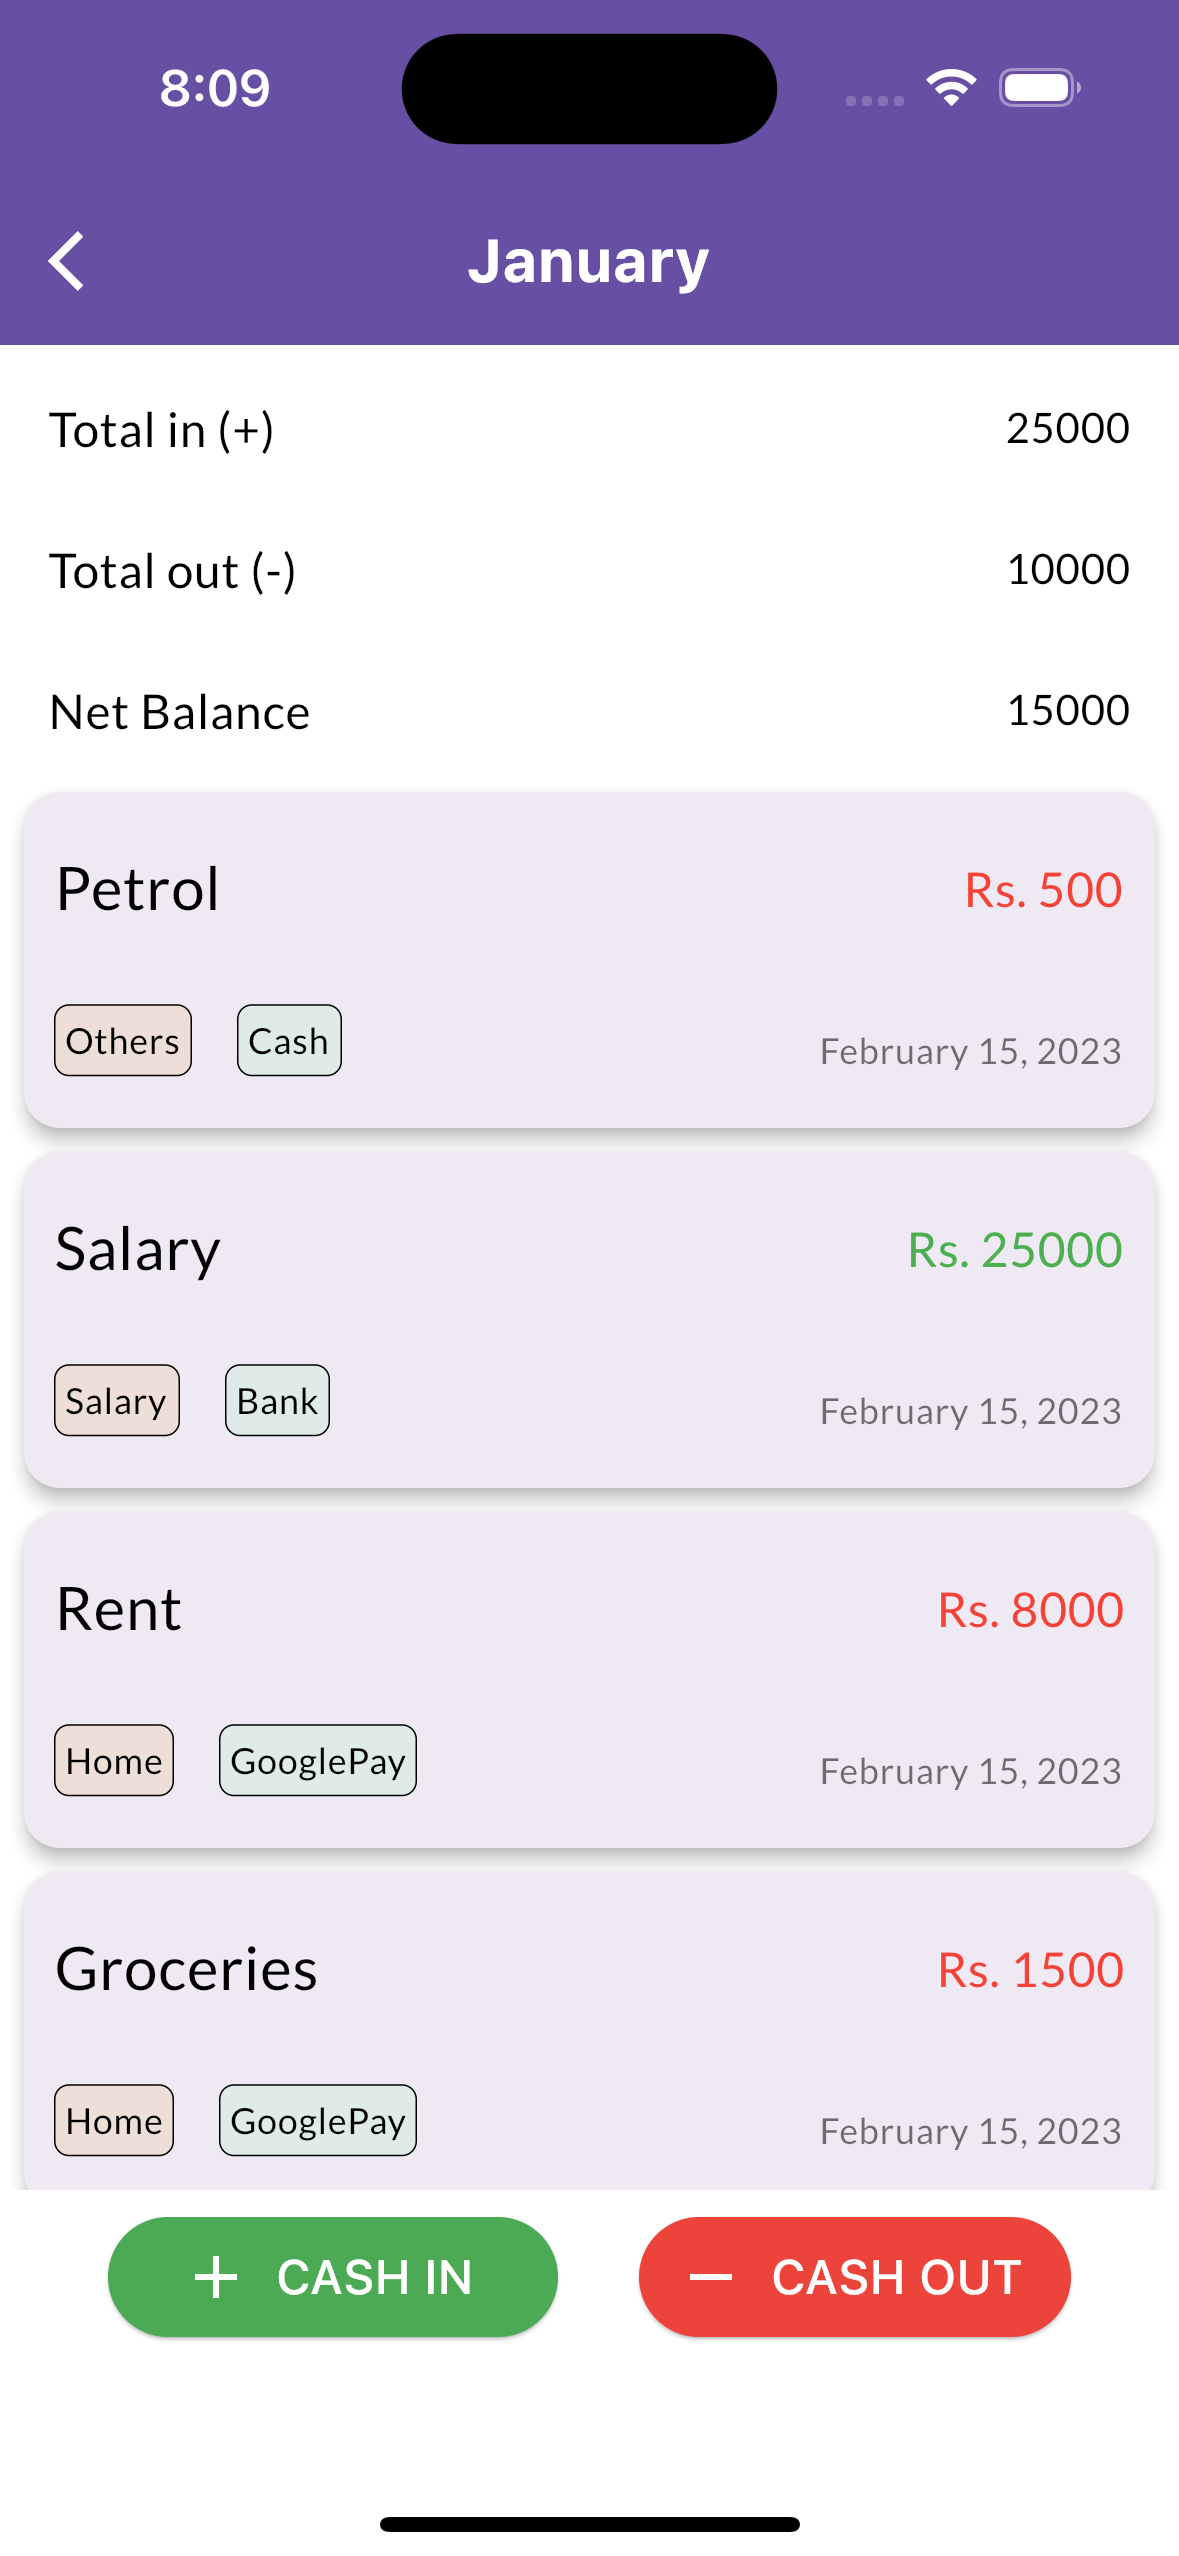 8:09
January
Total in (+) 25000
Total out (-) 10000
Net Balance 15000
Petrol Rs. 500
Others Cash February 15, 2023
Salary Rs. 25000
Salary Bank February 15, 2023
Rent Rs. 8000
Home GooglePay February 15, 2023
Groceries Rs. 1500
Home GooglePay February 15, 2023
+ CASH IN — CASH OUT